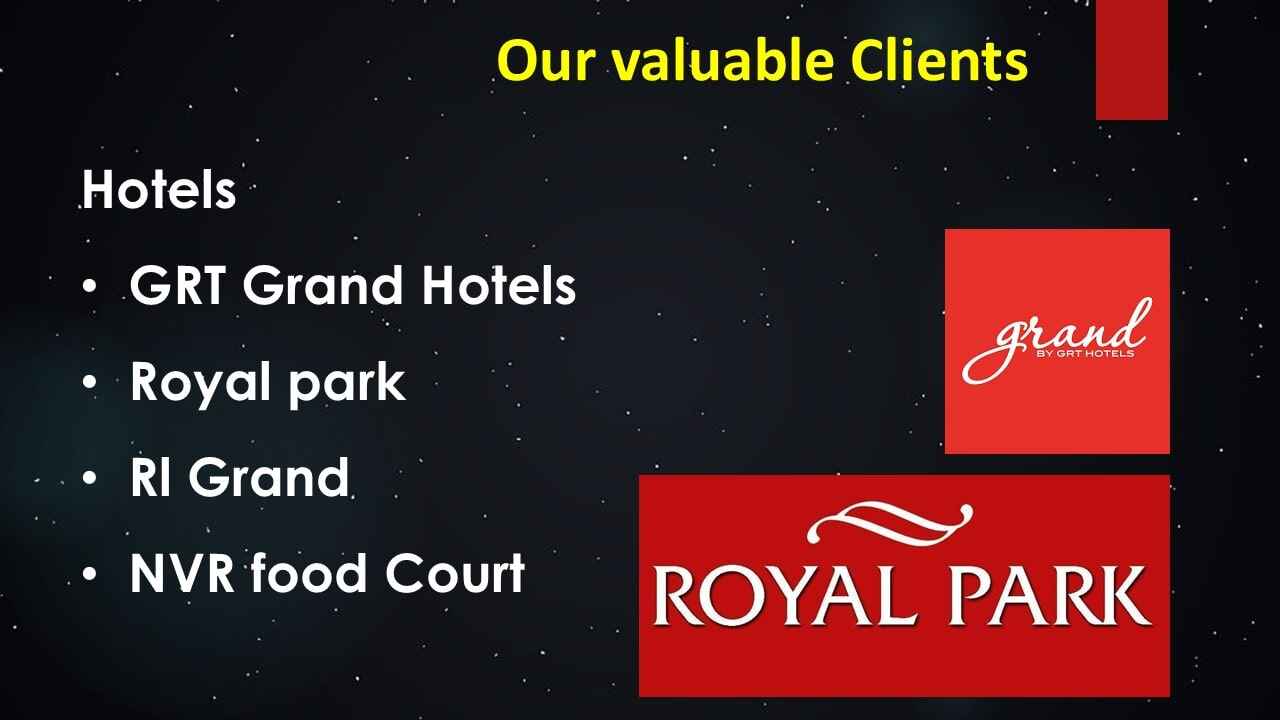 Our valuable Clients
Hotels
• GRT Grand Hotels
• Royal park
• RI Grand
• NVR food Court
grand
BY GRT HOTELS
ROYAL PARK